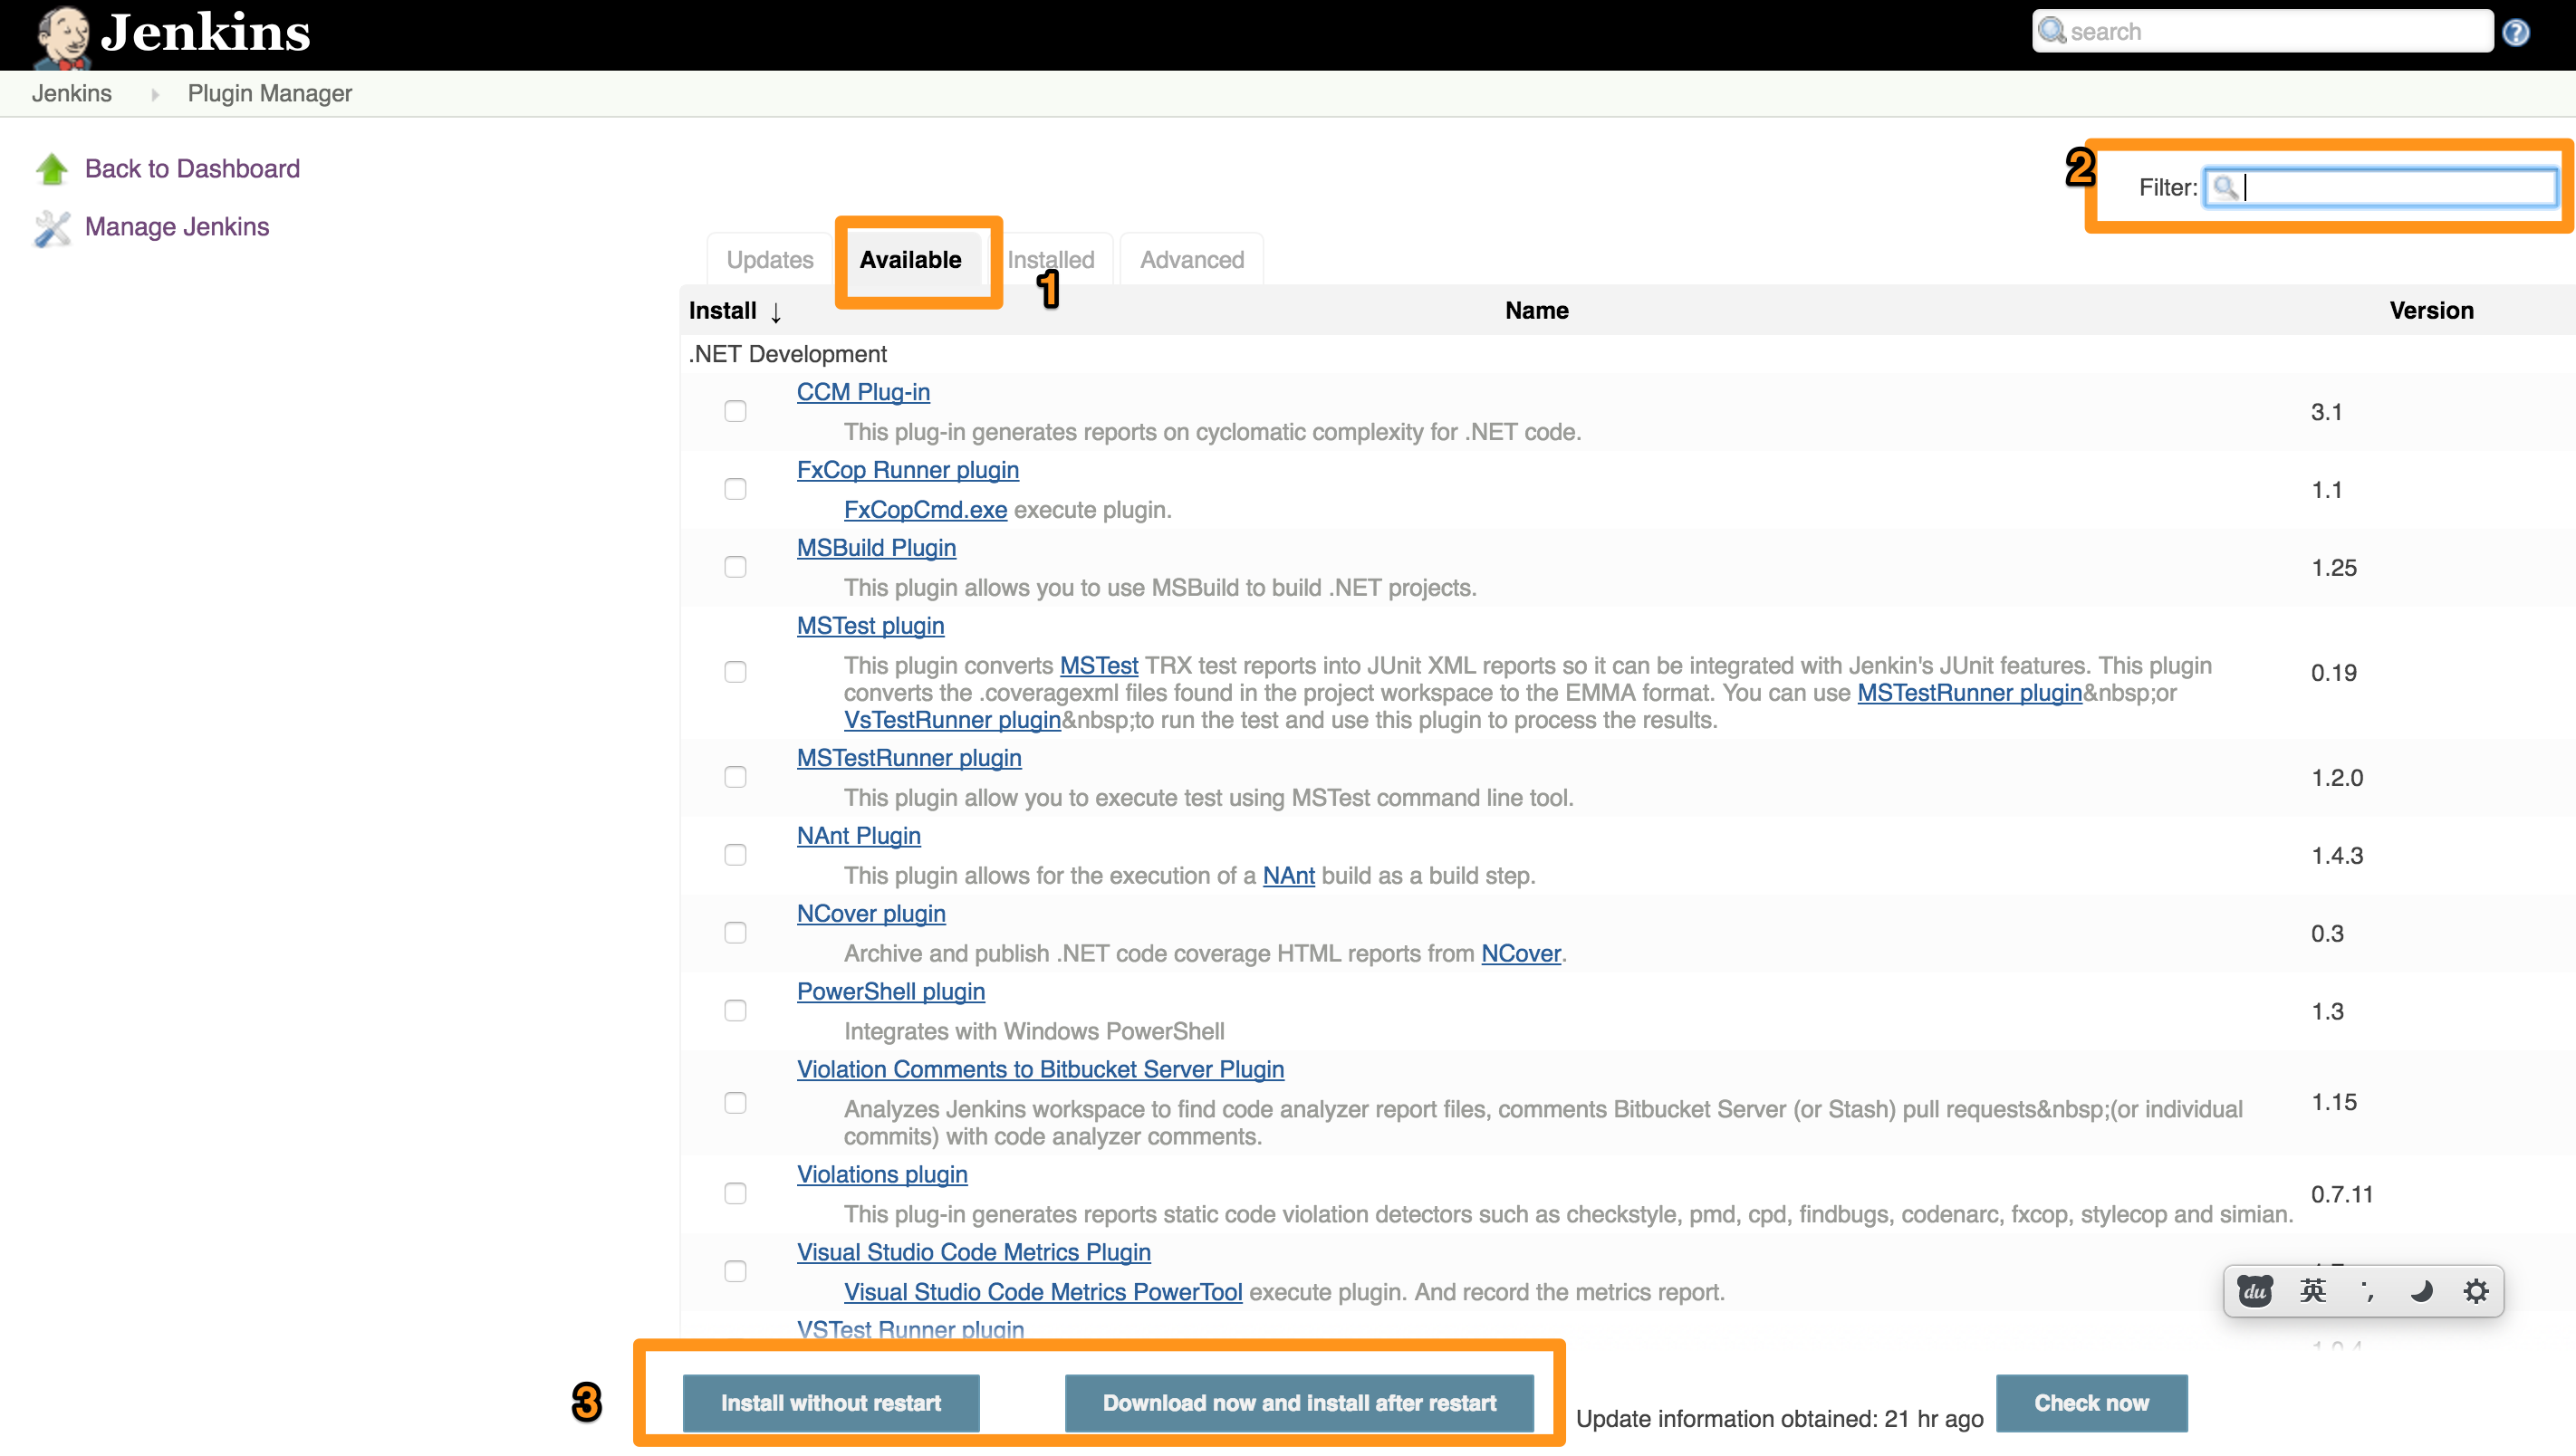 Jenkins
search
Jenkins
Plugin Manager
Back to Dashboard
Manage Jenkins
2
Filter:
Updates
Available
Installed
Advanced
1
Install ↓
Name
Version
.NET Development
CCM Plug-in
This plug-in generates reports on cyclomatic complexity for .NET code.
3.1
FxCop Runner plugin
FxCopCmd.exe execute plugin.
1.1
MSBuild Plugin
This plugin allows you to use MSBuild to build .NET projects.
1.25
MSTest plugin
This plugin converts MSTest TRX test reports into JUnit XML reports so it can be integrated with Jenkin's JUnit features. This plugin
converts the .coveragexml files found in the project workspace to the EMMA format. You can use MSTestRunner plugin&nbsp;or
VsTestRunner plugin&nbsp;to run the test and use this plugin to process the results.
0.19
MSTestRunner plugin
This plugin allow you to execute test using MSTest command line tool.
1.2.0
NAnt Plugin
This plugin allows for the execution of a NAnt build as a build step.
1.4.3
NCover plugin
Archive and publish .NET code coverage HTML reports from NCover.
0.3
PowerShell plugin
Integrates with Windows PowerShell
1.3
Violation Comments to Bitbucket Server Plugin
Analyzes Jenkins workspace to find code analyzer report files, comments Bitbucket Server (or Stash) pull requests&nbsp;(or individual
commits) with code analyzer comments.
1.15
Violations plugin
This plug-in generates reports static code violation detectors such as checkstyle, pmd, cpd, findbugs, codenarc, fxcop, stylecop and simian.
0.7.11
Visual Studio Code Metrics Plugin
Visual Studio Code Metrics PowerTool execute plugin. And record the metrics report.
du 英
VSTest Runner plugin
3
Install without restart
Download now and install after restart
Update information obtained: 21 hr ago
Check now